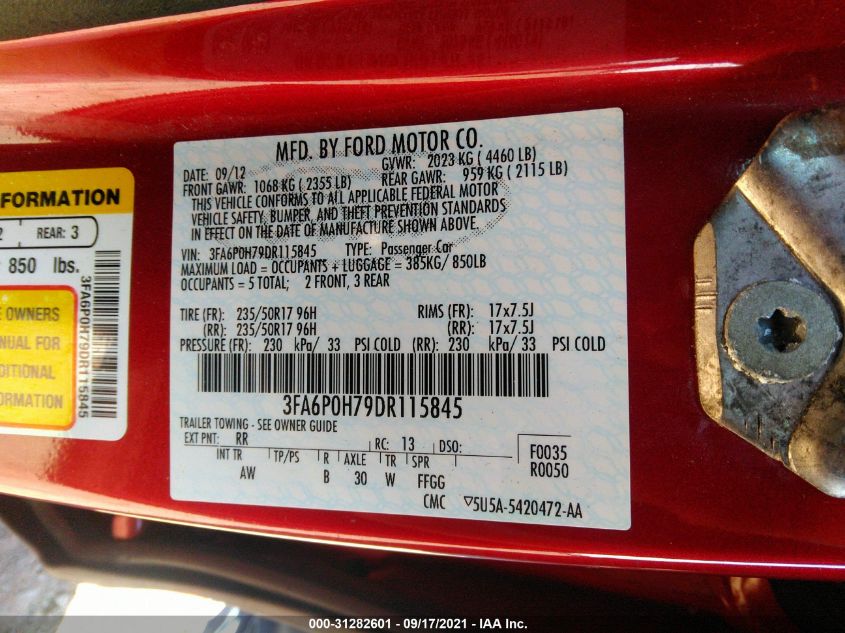 MFD. BY FORD MOTOR CO.
DATE: 09/12 GVWR: 2023 KG ( 4460 LB)
FRONT GAWR: 1068 KG ( 2355 LB) REAR GAWR: 959 KG ( 2115 LB)
THIS VEHICLE CONFORMS TO ALL APPLICABLE FEDERAL MOTOR
VEHICLE SAFETY, BUMPER, AND THEFT PREVENTION STANDARDS
IN EFFECT ON THE DATE OF MANUFACTURE SHOWN ABOVE.
VIN: 3FA6P0H79DR115845 TYPE: Passenger Car
MAXIMUM LOAD = OCCUPANTS + LUGGAGE = 385KG/ 850LB
OCCUPANTS = 5 TOTAL; 2 FRONT, 3 REAR
TIRE (FR): 235/50R17 96H RIMS (FR): 17x7.5J
(RR): 235/50R17 96H (RR): 17x7.5J
PRESSURE (FR): 230 kPa/ 33 PSI COLD (RR): 230 kPa/ 33 PSI COLD
3FA6P0H79DR115845
TRAILER TOWING - SEE OWNER GUIDE
EXT PNT: RR RC: 13 DSO: F0035
INT TR TP/PS R AXLE TR SPR R0050
AW B 30 W FFGG
CMC ▽5U5A-5420472-AA
FORMATION
2 REAR: 3
850 lbs.
E OWNERS
NUAL FOR
DITIONAL
FORMATION
3FA6P0H79DR115845
000-31282601 - 09/17/2021 - IAA Inc.